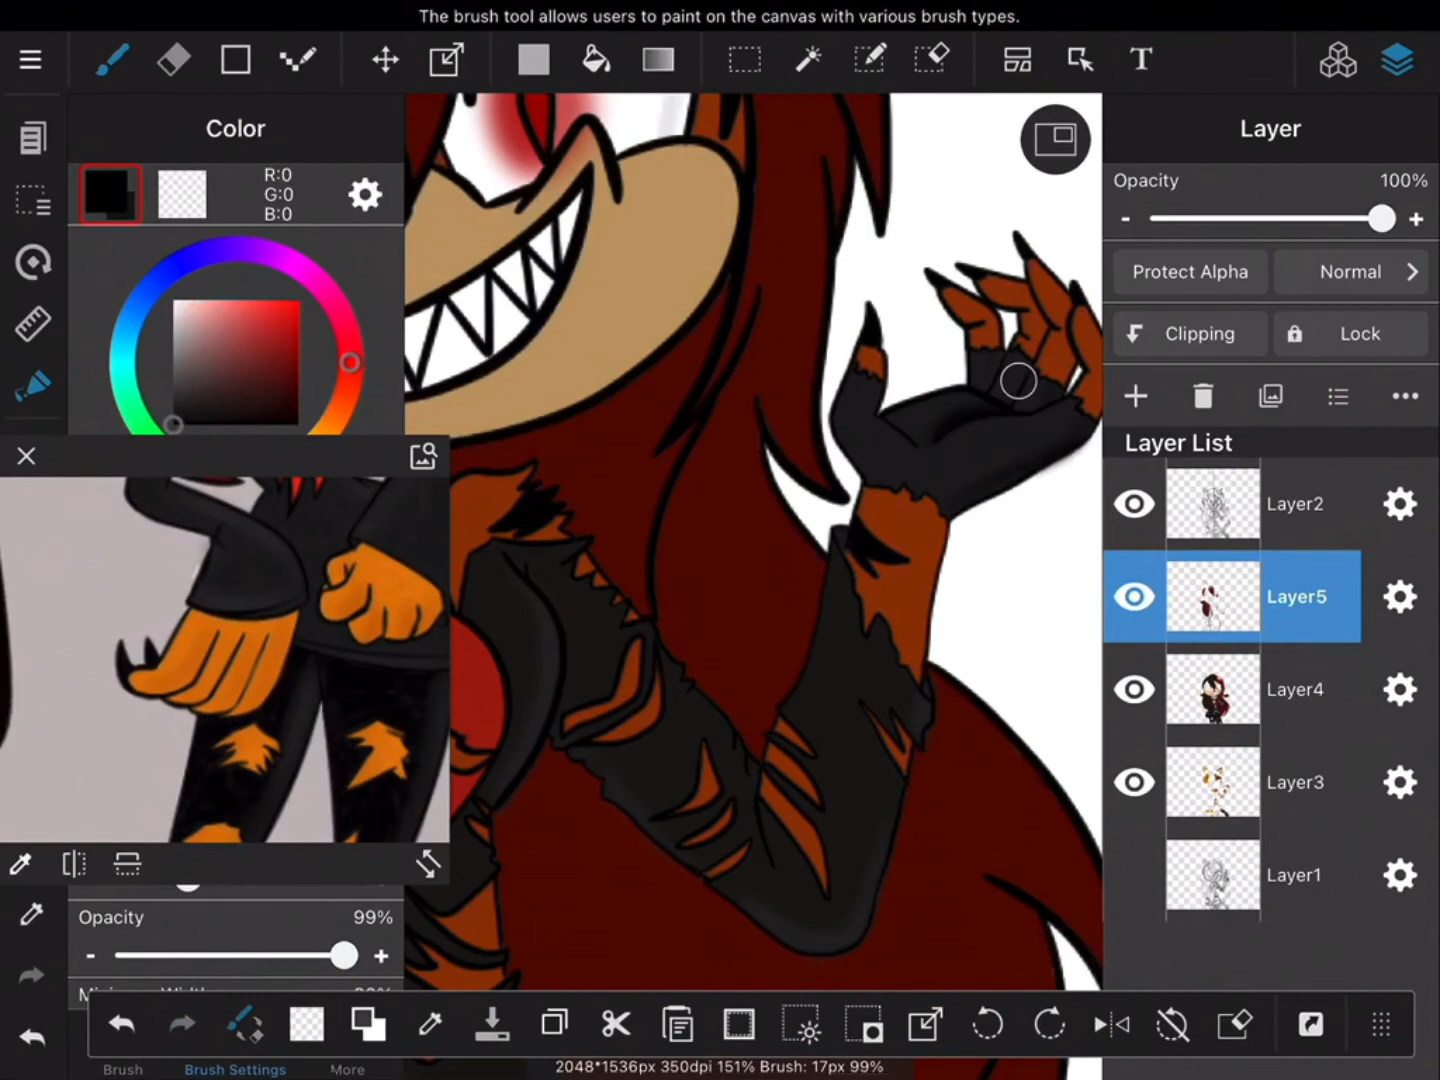 The brush tool allows users to paint on the canvas with various brush types.
T
Color
R:0
G:0
B:0
Layer
Opacity 100%
- +
Protect Alpha
Normal
Clipping
Lock
Layer List
Layer2
Layer5
Layer4
Layer3
Layer1
Opacity 99%
- +
Brush
Brush Settings
More
2048*1536px 350dpi 151% Brush: 17px 99%